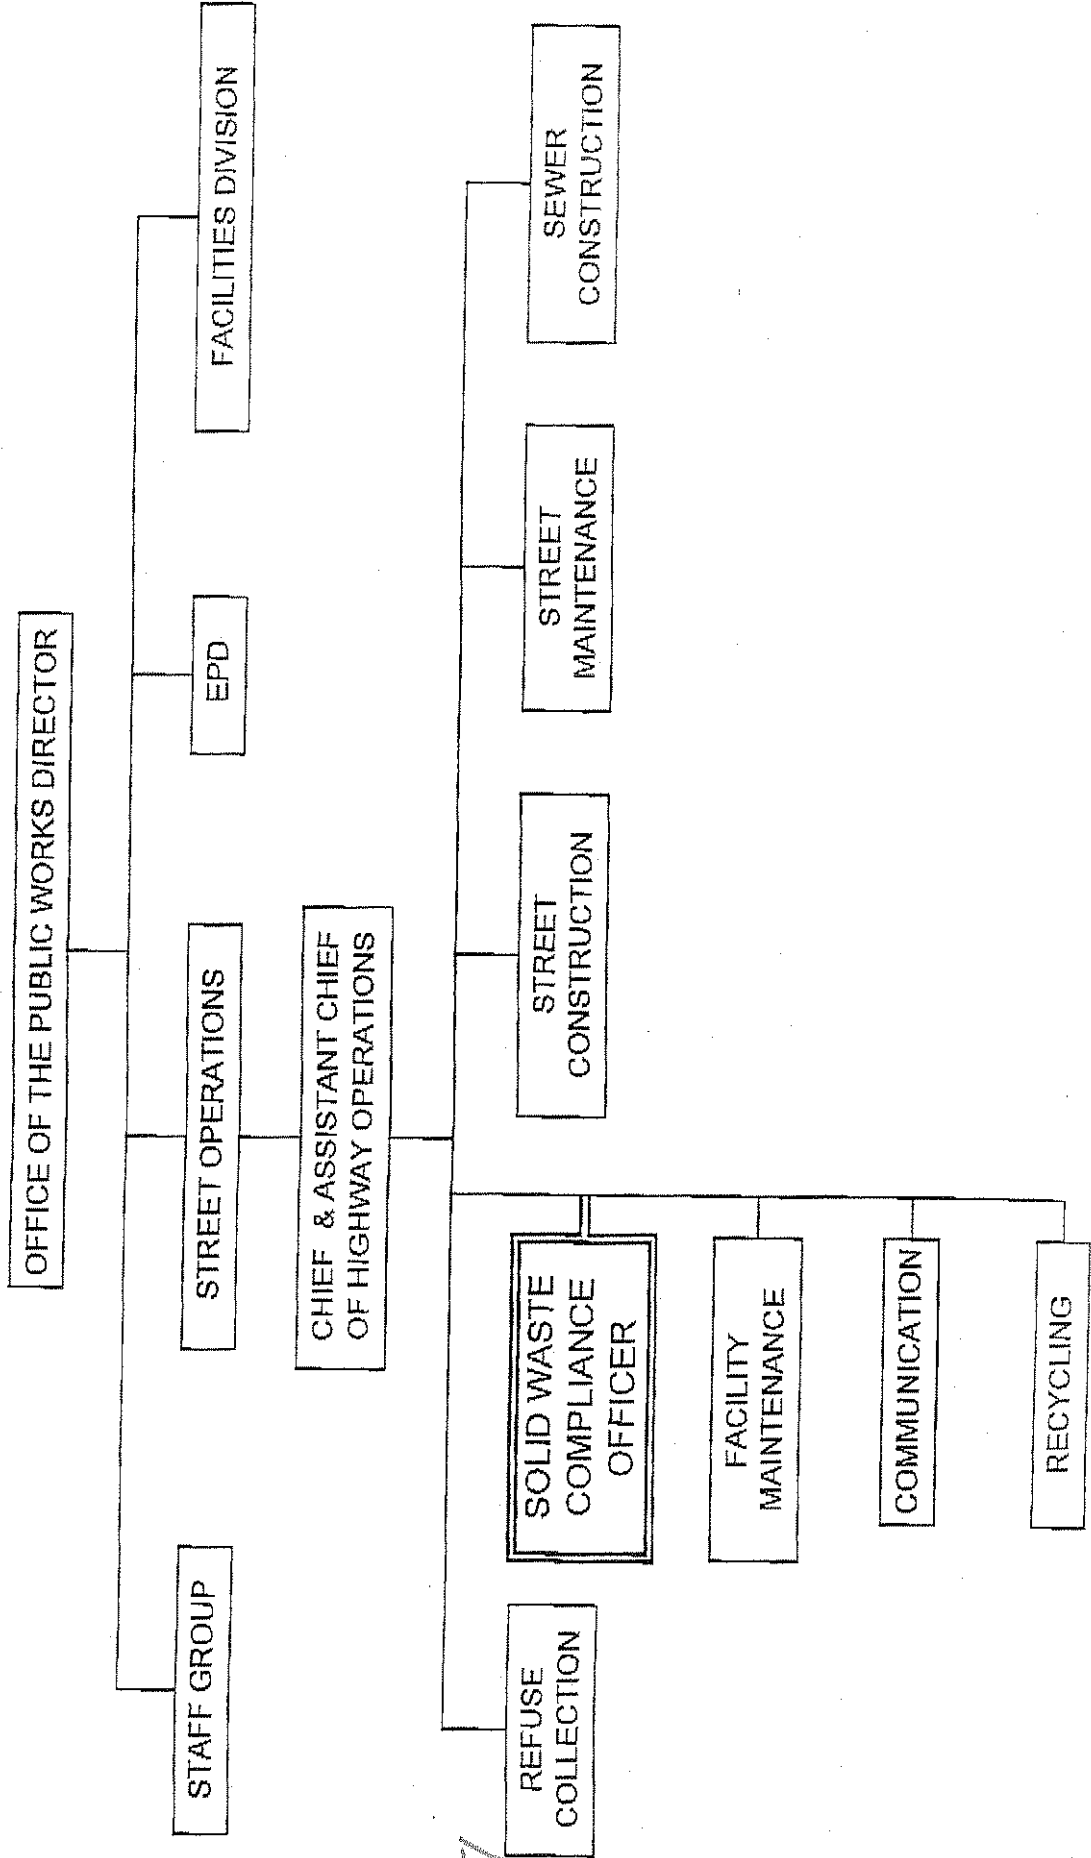 OFFICE OF THE PUBLIC WORKS DIRECTOR
STAFF GROUP
STREET OPERATIONS
EPD
FACILITIES DIVISION
CHIEF & ASSISTANT CHIEF
OF HIGHWAY OPERATIONS
REFUSE
COLLECTION
SOLID WASTE
COMPLIANCE
OFFICER
FACILITY
MAINTENANCE
COMMUNICATION
RECYCLING
STREET
CONSTRUCTION
STREET
MAINTENANCE
SEWER
CONSTRUCTION